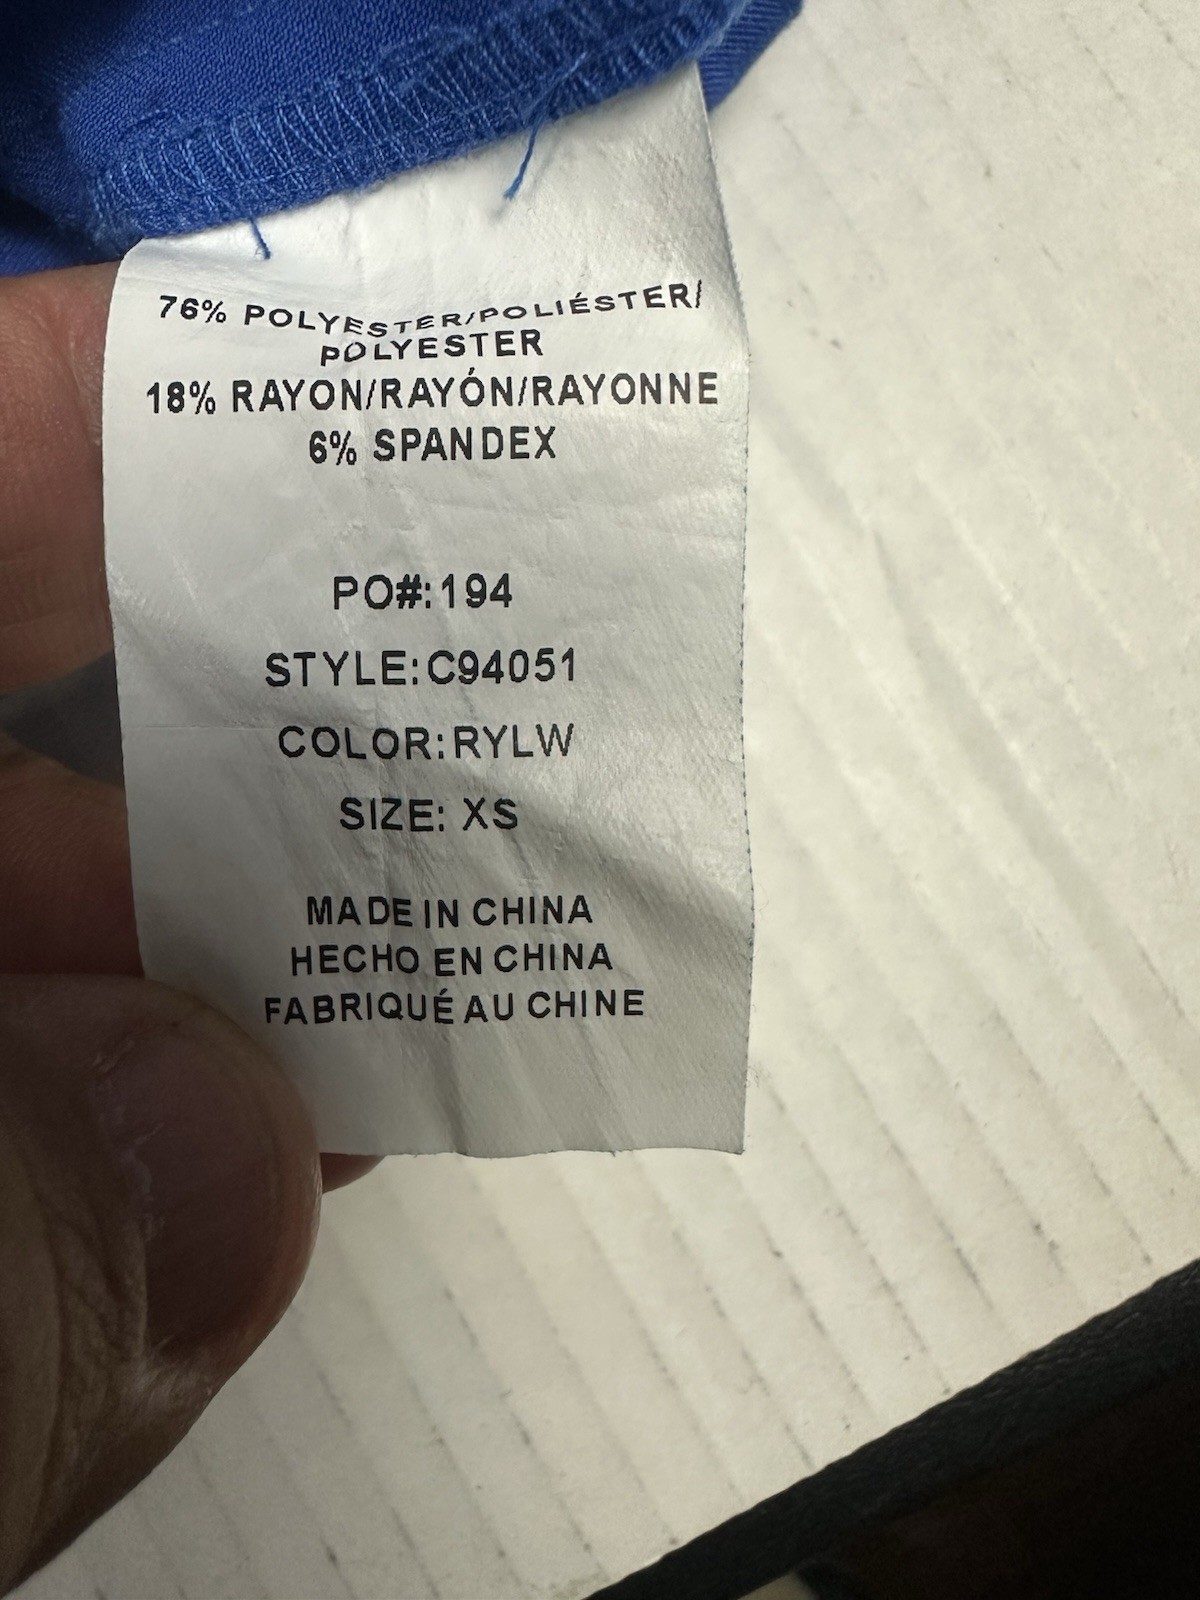 76% POLYESTER/POLIÉSTER/
POLYESTER
18% RAYON/RAYÓN/RAYONNE
6% SPANDEX
PO#:194
STYLE:C94051
COLOR:RYLW
SIZE: XS
MADE IN CHINA
HECHO EN CHINA
FABRIQUÉ AU CHINE